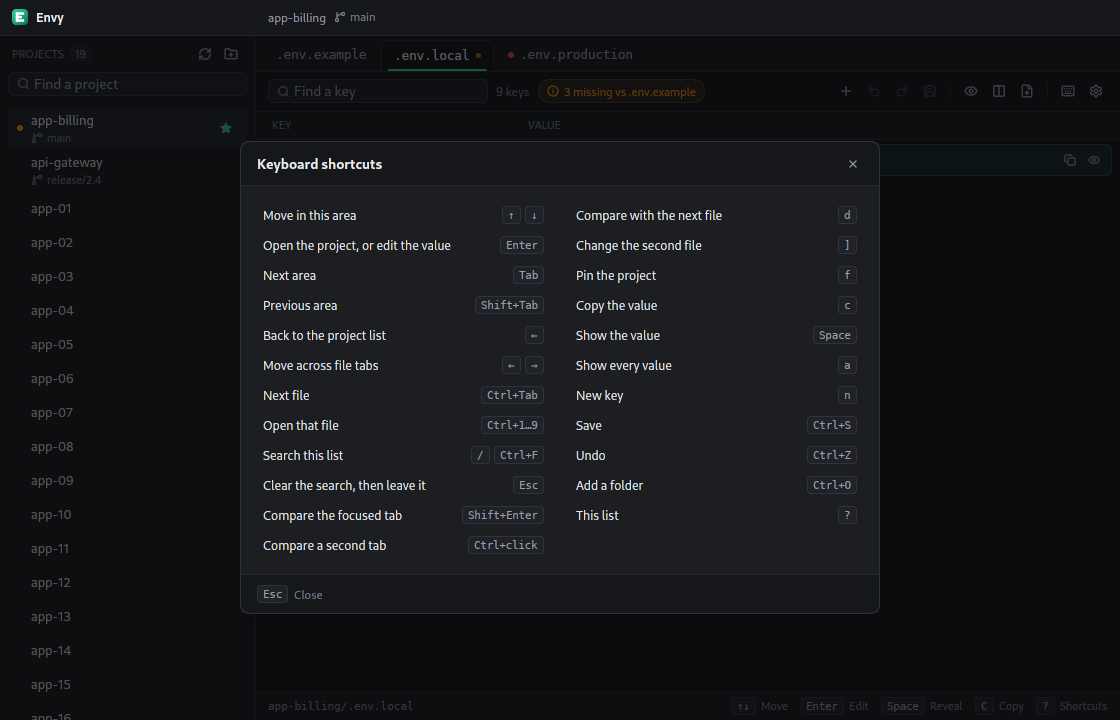 Envy
app-billing main
PROJECTS 19
Find a project
app-billing
main
api-gateway
release/2.4
app-01
app-02
app-03
app-04
app-05
app-06
app-07
app-08
app-09
app-10
app-11
app-12
app-13
app-14
app-15
app-16
.env.example .env.local .env.production
Find a key 9 keys 3 missing vs .env.example
KEY VALUE
Keyboard shortcuts
Move in this area ↑ ↓
Open the project, or edit the value Enter
Next area Tab
Previous area Shift+Tab
Back to the project list ←
Move across file tabs ← →
Next file Ctrl+Tab
Open that file Ctrl+1…9
Search this list / Ctrl+F
Clear the search, then leave it Esc
Compare the focused tab Shift+Enter
Compare a second tab Ctrl+click
Compare with the next file d
Change the second file ]
Pin the project f
Copy the value c
Show the value Space
Show every value a
New key n
Save Ctrl+S
Undo Ctrl+Z
Add a folder Ctrl+O
This list ?
Esc Close
app-billing/.env.local ↑↓ Move Enter Edit Space Reveal C Copy ? Shortcuts